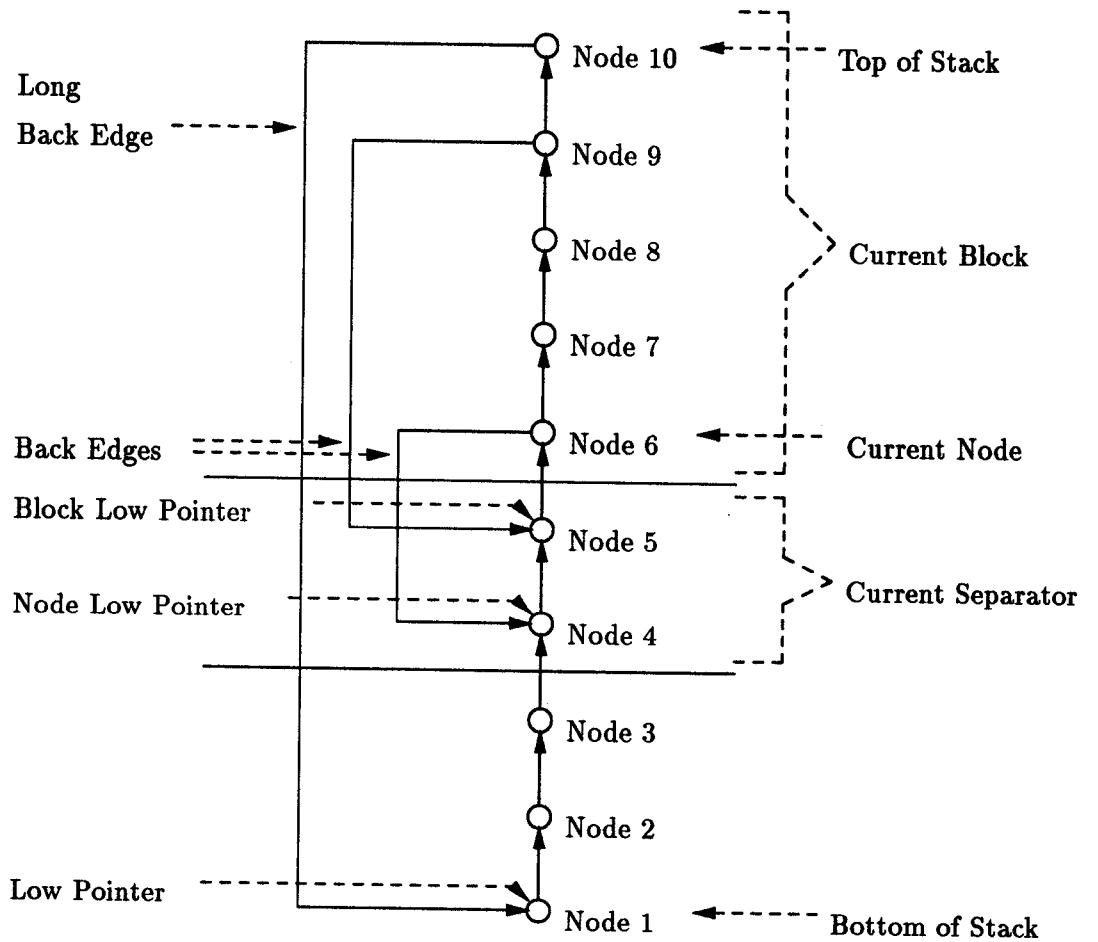 Node 10
Top of Stack
Long
Back Edge
Node 9
Node 8
Current Block
Node 7
Back Edges
Node 6
Current Node
Block Low Pointer
Node 5
Node Low Pointer
Node 4
Current Separator
Node 3
Node 2
Low Pointer
Node 1
Bottom of Stack